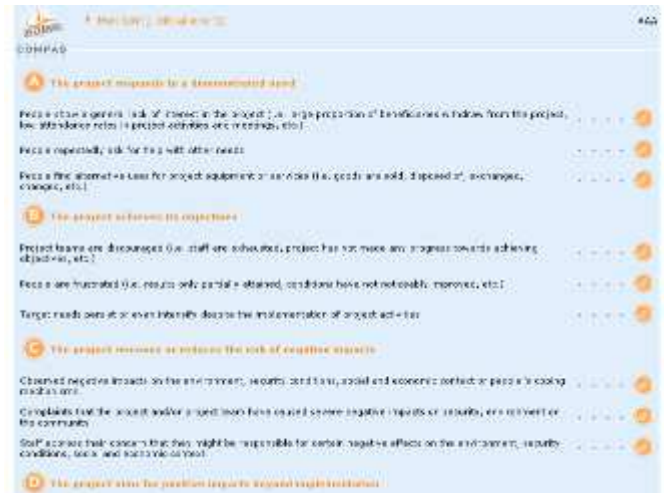 COMPAS
A The project responds to a demonstrated need
People show a general lack of interest in the project (i.e. large proportion of beneficiaries withdraw from the project,
low attendance rates in project activities and meetings, etc.)
People repeatedly ask for help with other needs
People find alternative uses for project equipment or services (i.e. goods are sold, disposed of, exchanges,
changes, etc.)
B The project achieves its objectives
Project teams are discouraged (i.e. staff are exhausted, project has not made any progress towards achieving
objectives, etc.)
People are frustrated (i.e. results only partially attained, conditions have not noticeably improved, etc.)
Target needs persist or even intensify despite the implementation of project activities
C The project removes or reduces the risk of negative impacts
Observed negative impacts on the environment, security conditions, social and economic context or people's coping
mechanisms
Complaints that the project and/or project team have caused severe negative impacts on security, environment or
the community
Staff express their concern that they might be responsible for certain negative effects on the environment, security
conditions, social and economic context
D The project aims for positive impacts beyond implementation